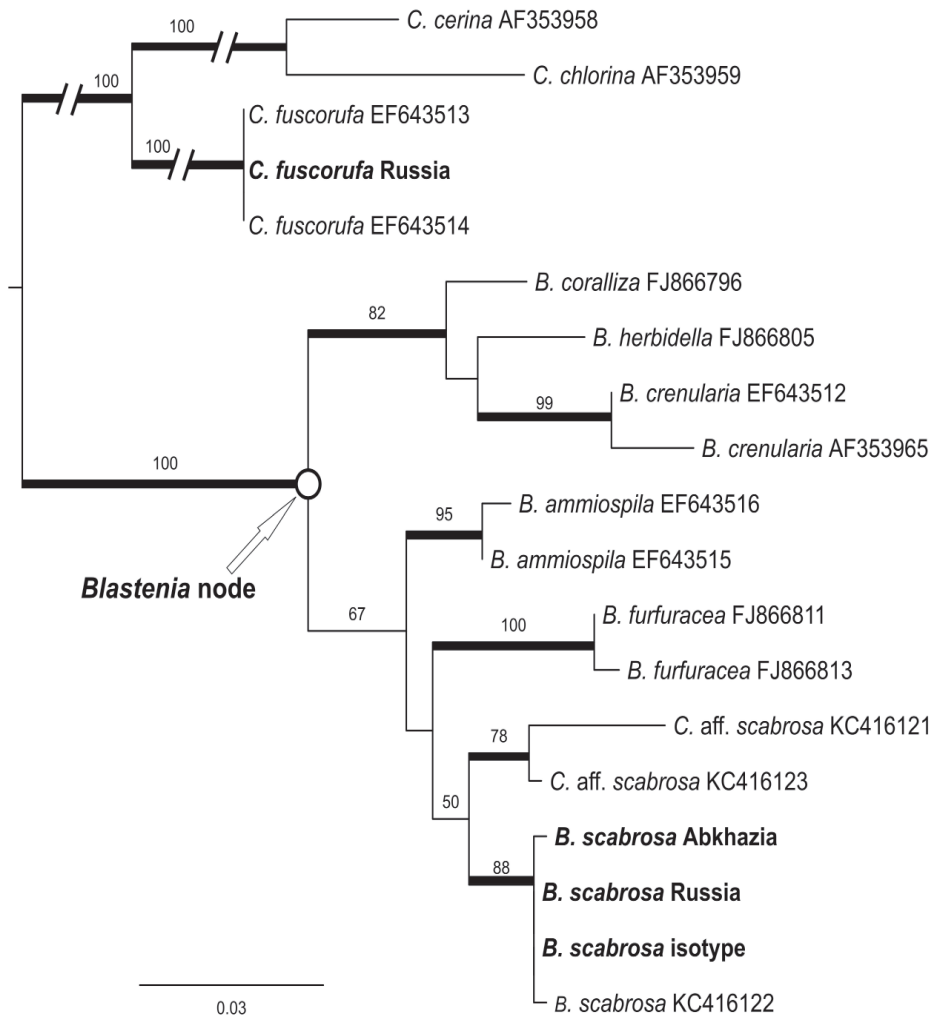 C. cerina AF353958
100
C. chlorina AF353959
100
C. fuscorufa EF643513
100
C. fuscorufa Russia
C. fuscorufa EF643514
B. coralliza FJ866796
82
B. herbidella FJ866805
B. crenularia EF643512
99
B. crenularia AF353965
100
B. ammiospila EF643516
95
B. ammiospila EF643515
Blastenia node
67
B. furfuracea FJ866811
100
B. furfuracea FJ866813
C. aff. scabrosa KC416121
78
C. aff. scabrosa KC416123
50
B. scabrosa Abkhazia
88
B. scabrosa Russia
B. scabrosa isotype
B. scabrosa KC416122
0.03